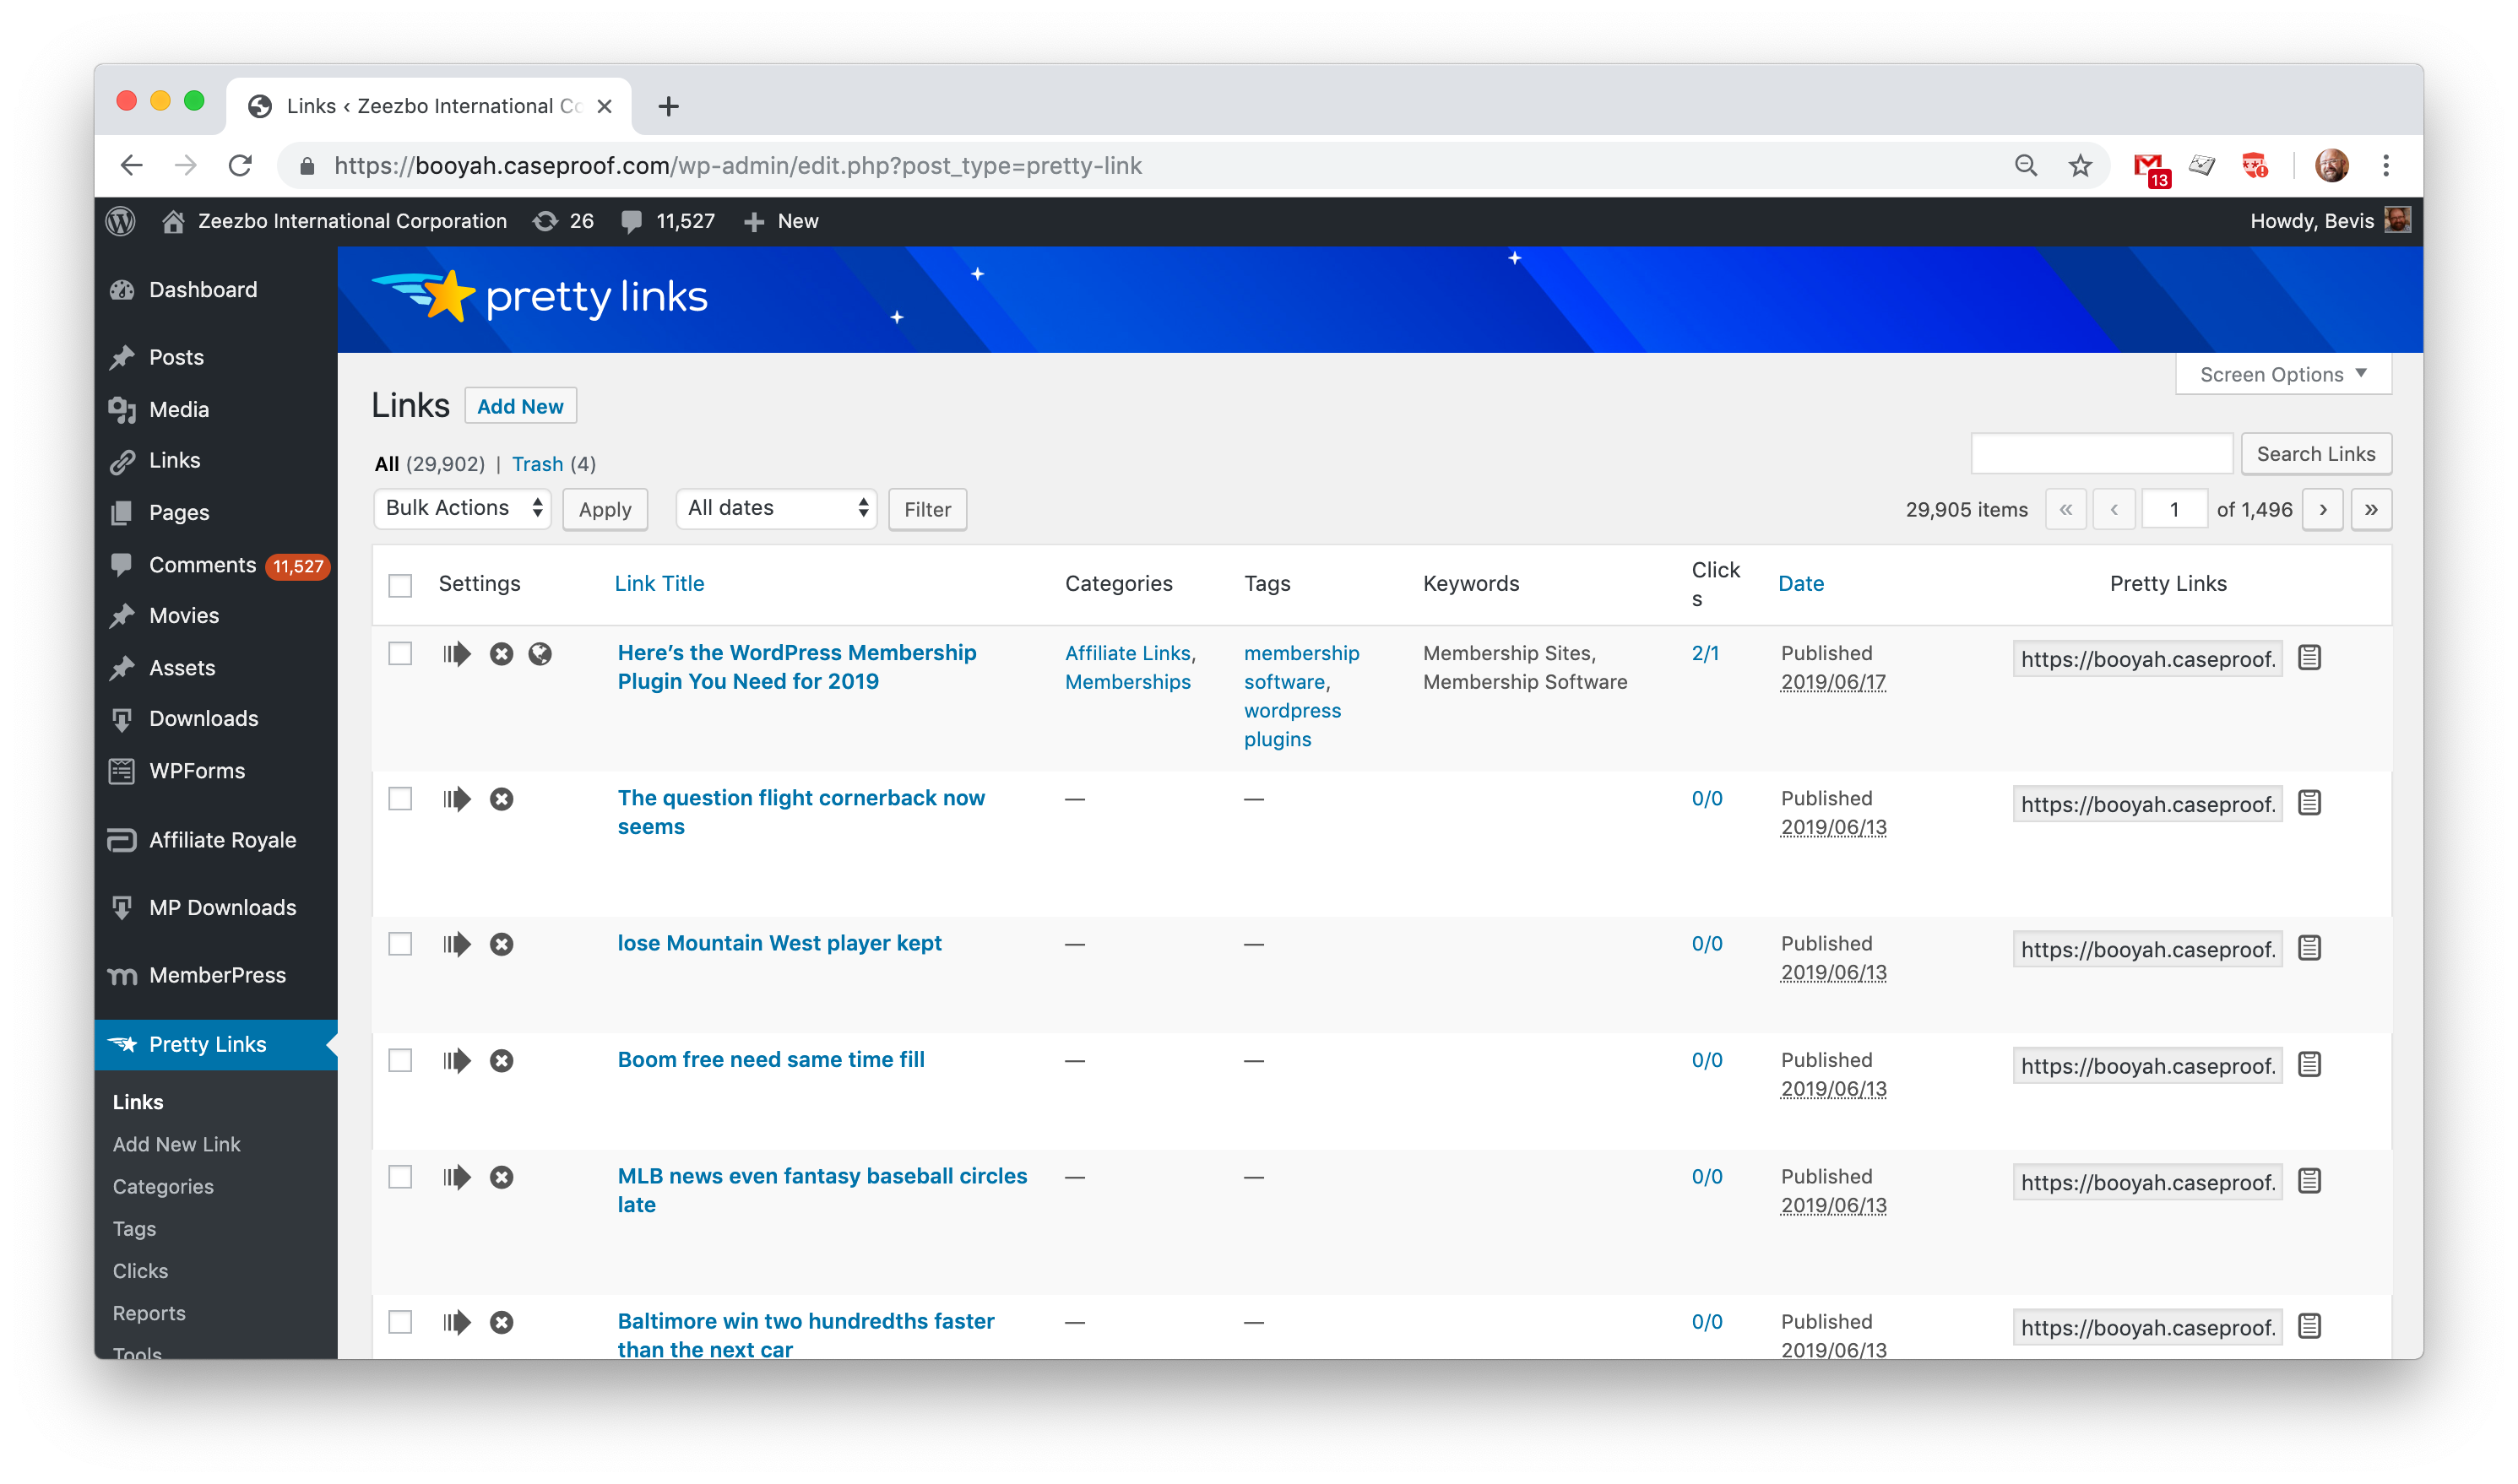 Links ‹ Zeezbo International Co
https://booyah.caseproof.com/wp-admin/edit.php?post_type=pretty-link
13
Zeezbo International Corporation 26 11,527 New
Howdy, Bevis
Dashboard
Posts
Media
Links
Pages
Comments 11,527
Movies
Assets
Downloads
WPForms
Affiliate Royale
MP Downloads
MemberPress
Pretty Links
Links
Add New Link
Categories
Tags
Clicks
Reports
Tools
pretty links
Screen Options
Links Add New
All (29,902) | Trash (4)
Search Links
Bulk Actions Apply All dates Filter
29,905 items « ‹ 1 of 1,496 › »
Settings Link Title Categories Tags Keywords Click
s
Date Pretty Links
Here’s the WordPress Membership
Plugin You Need for 2019
Affiliate Links,
Memberships
membership
software,
wordpress
plugins
Membership Sites,
Membership Software
2/1
Published
2019/06/17
https://booyah.caseproof.
The question flight cornerback now
seems
— —
0/0
Published
2019/06/13
https://booyah.caseproof.
lose Mountain West player kept
— —
0/0
Published
2019/06/13
https://booyah.caseproof.
Boom free need same time fill
— —
0/0
Published
2019/06/13
https://booyah.caseproof.
MLB news even fantasy baseball circles
late
— —
0/0
Published
2019/06/13
https://booyah.caseproof.
Baltimore win two hundredths faster
than the next car
— —
0/0
Published
2019/06/13
https://booyah.caseproof.